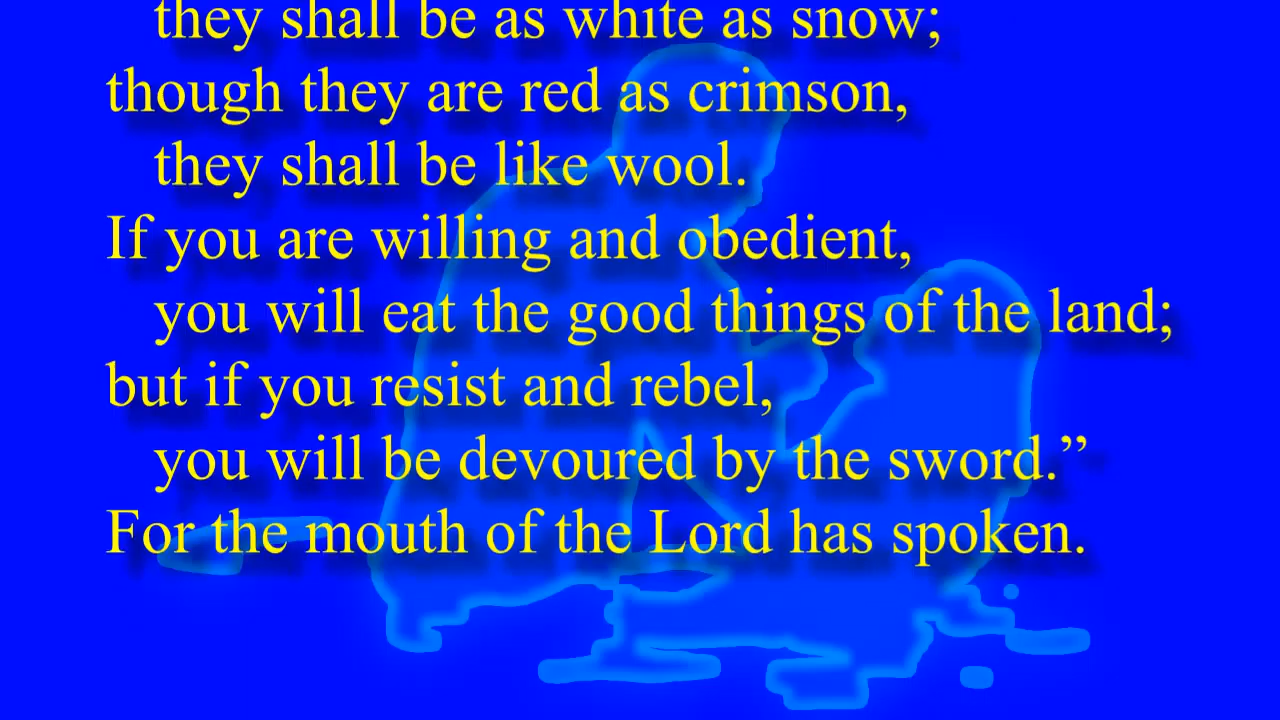 they shall be as white as snow;
though they are red as crimson,
they shall be like wool.
If you are willing and obedient,
you will eat the good things of the land;
but if you resist and rebel,
you will be devoured by the sword.”
For the mouth of the Lord has spoken.